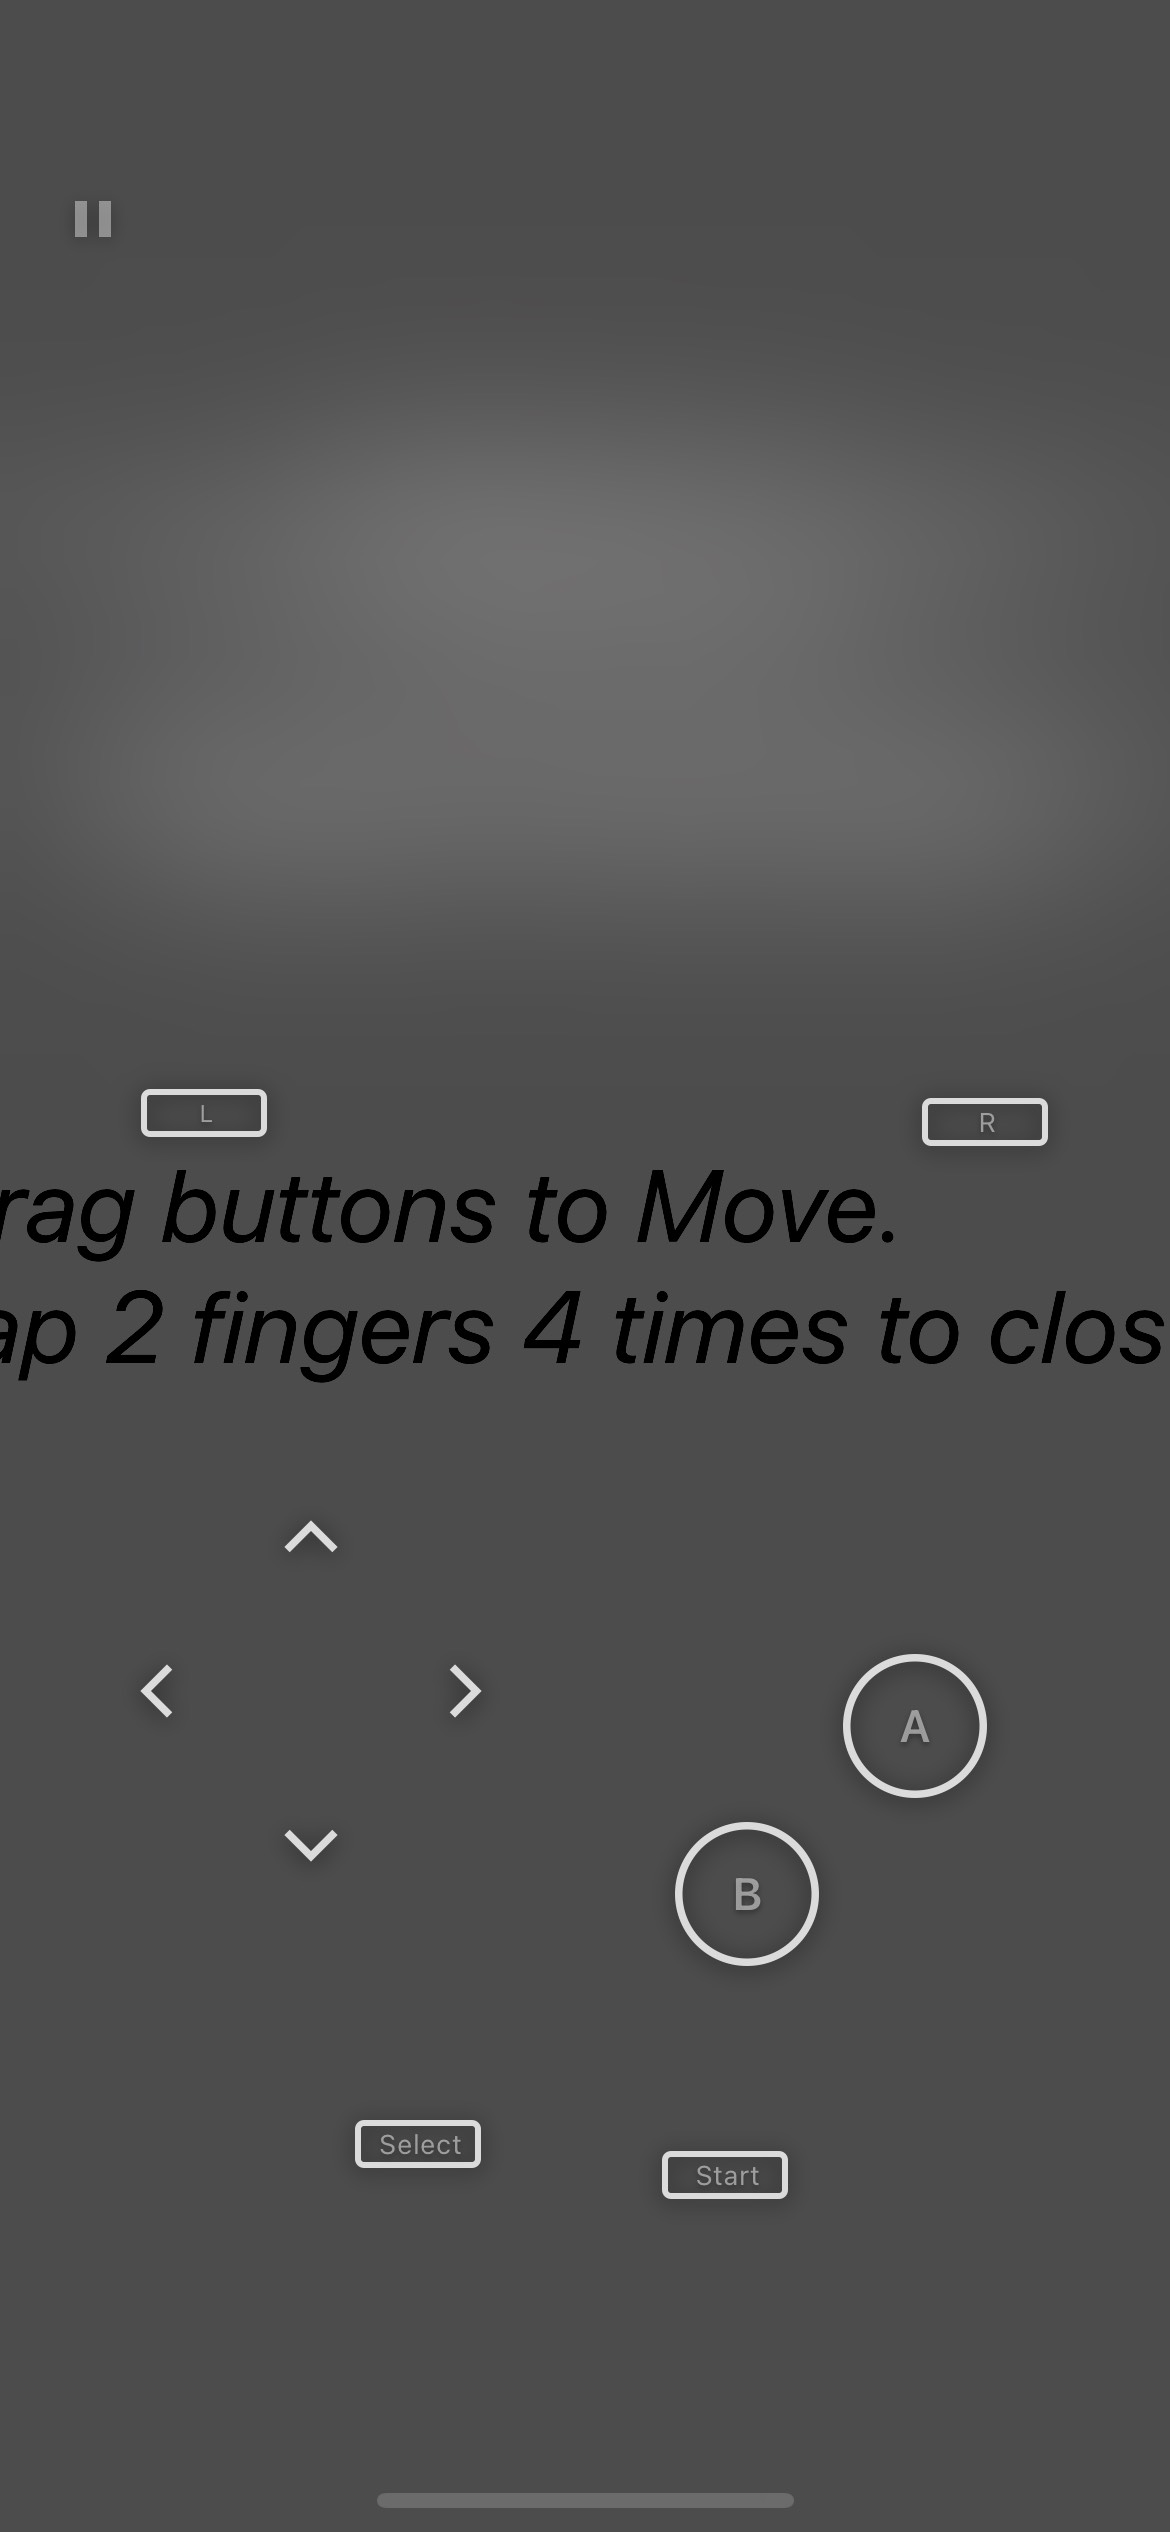 L
R
rag buttons to Move.
ap 2 fingers 4 times to clos
A
B
Select
Start